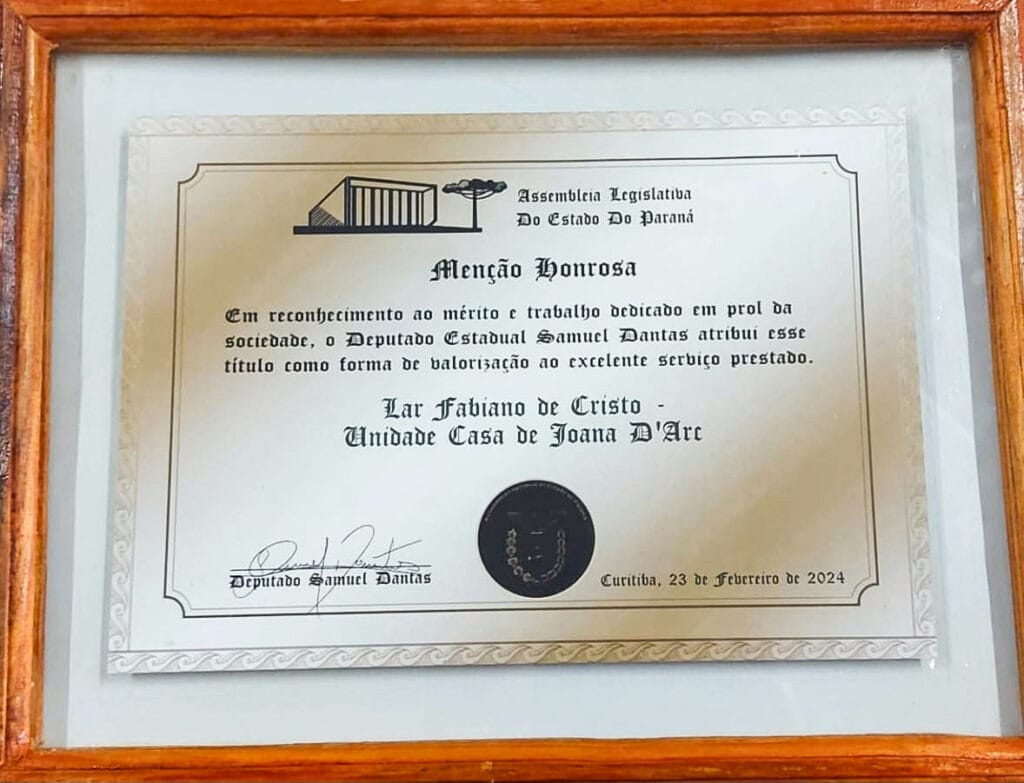 Assembleia Legislativa
Do Estado Do Paraná
Menção Honrosa
Em reconhecimento ao mérito e trabalho dedicado em prol da
sociedade, o Deputado Estadual Samuel Dantas atribui esse
título como forma de valorização ao excelente serviço prestado.
Lar Fabiano de Cristo -
Unidade Casa de Joana D'Arc
Deputado Samuel Dantas
Curitiba, 23 de Fevereiro de 2024